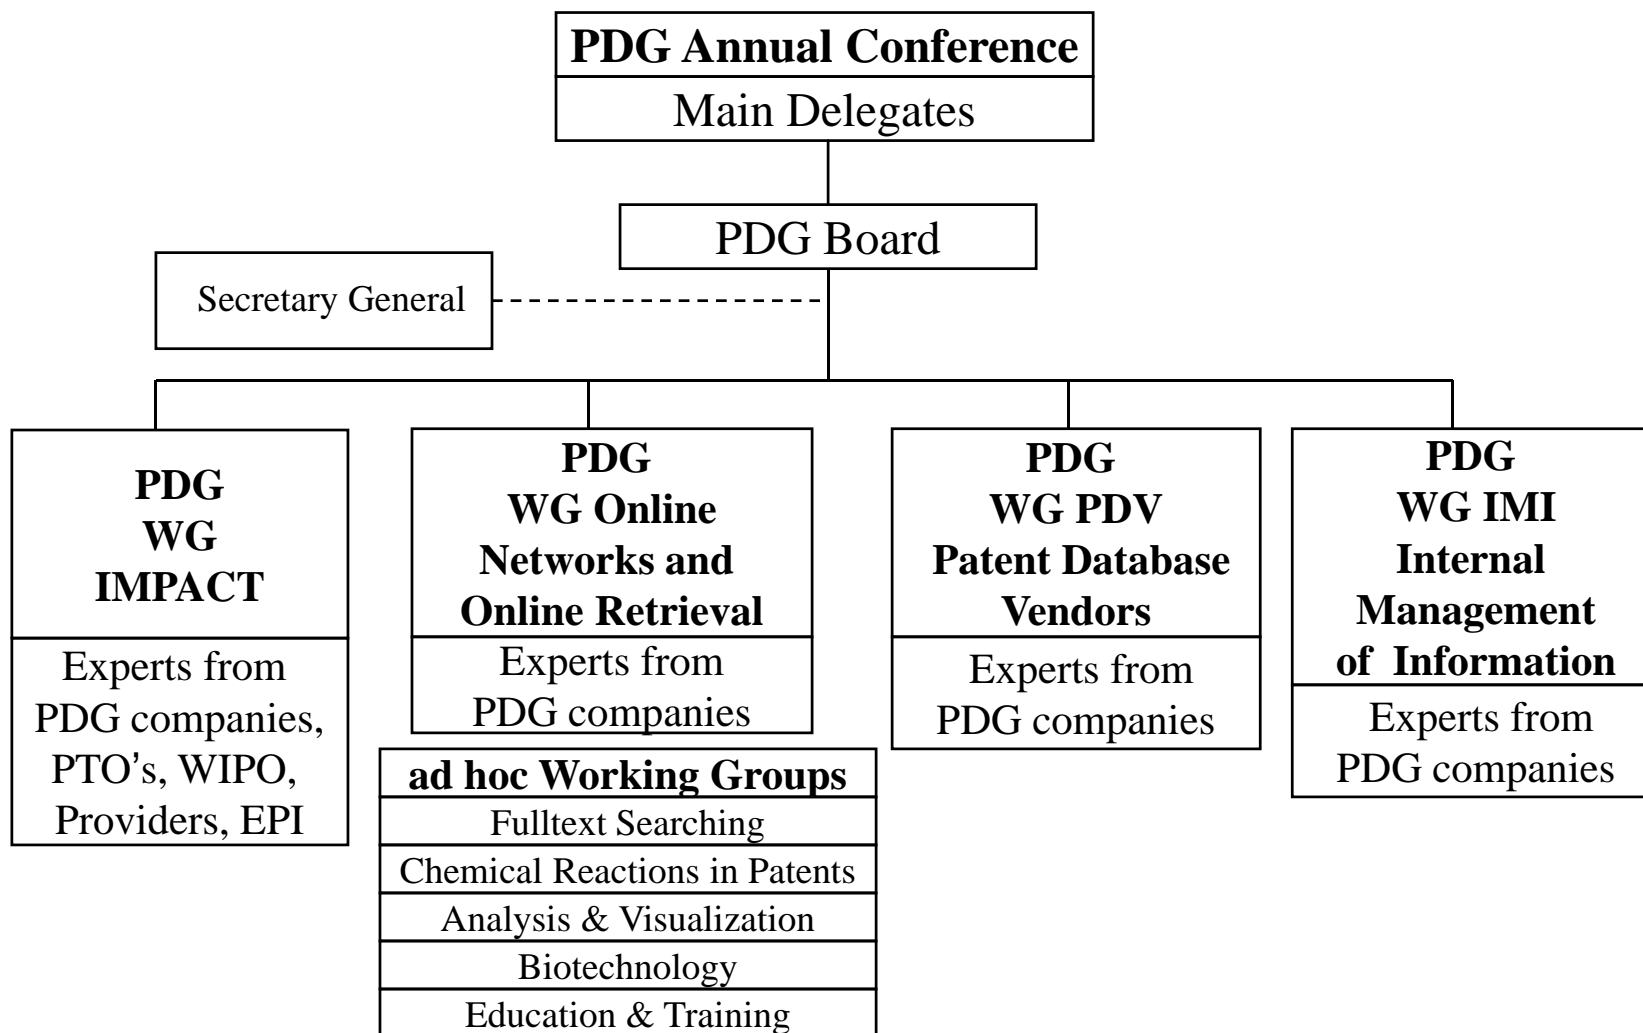 PDG Annual Conference
Main Delegates
PDG Board
Secretary General
PDG
WG
IMPACT
Experts from
PDG companies,
PTO’s, WIPO,
Providers, EPI
PDG
WG Online
Networks and
Online Retrieval
Experts from
PDG companies
ad hoc Working Groups
Fulltext Searching
Chemical Reactions in Patents
Analysis & Visualization
Biotechnology
Education & Training
PDG
WG PDV
Patent Database
Vendors
Experts from
PDG companies
PDG
WG IMI
Internal
Management
of Information
Experts from
PDG companies